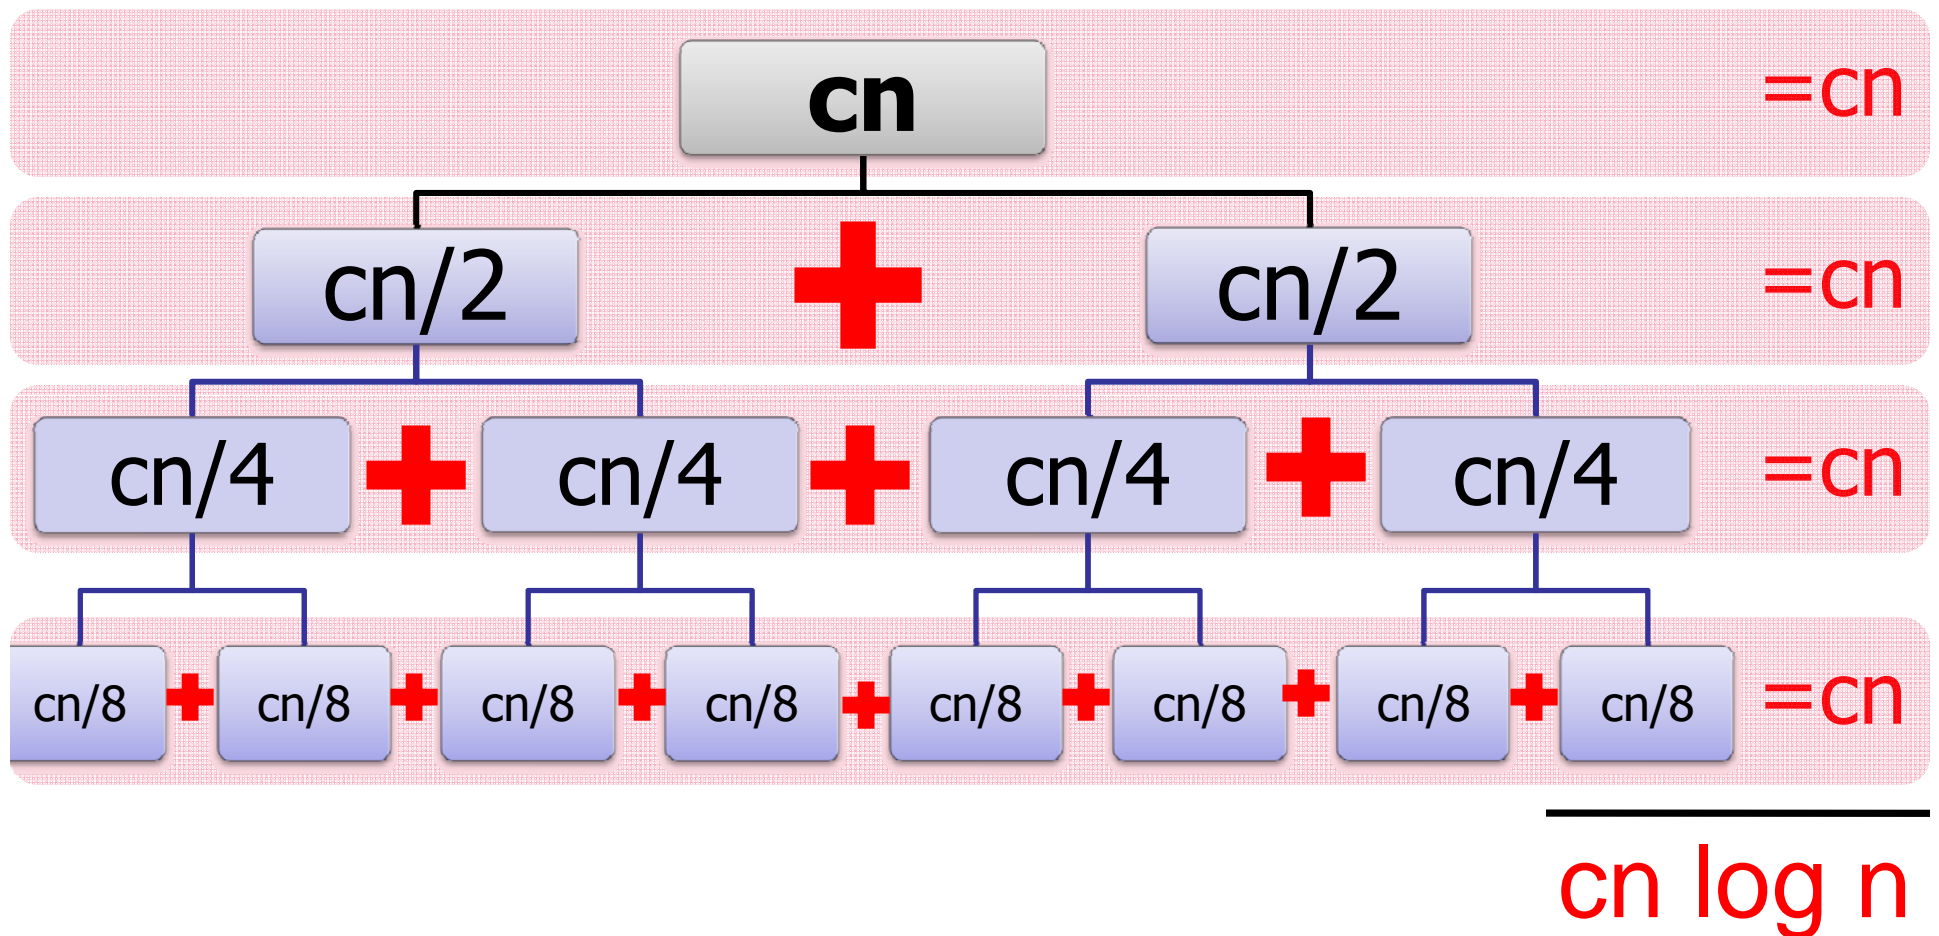 cn =cn
cn/2 + cn/2 =cn
cn/4 + cn/4 + cn/4 + cn/4 =cn
cn/8 + cn/8 + cn/8 + cn/8 + cn/8 + cn/8 + cn/8 + cn/8 =cn
cn log n